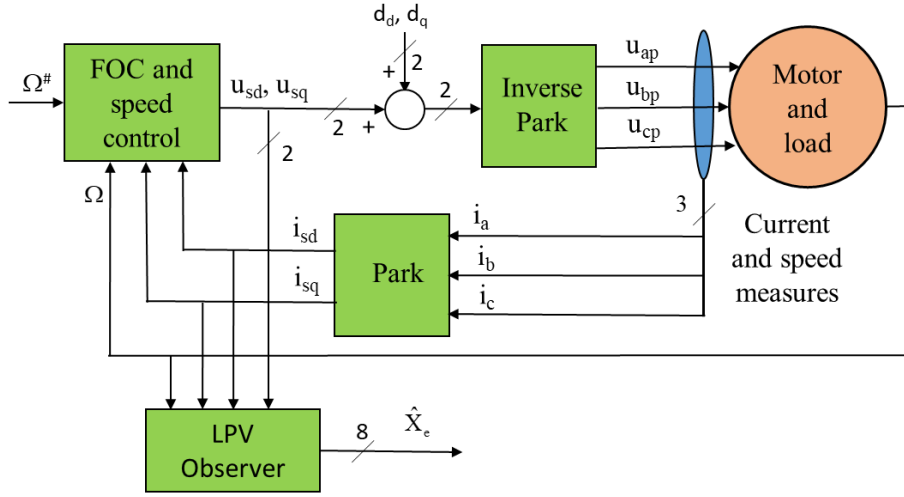 d_d, d_q
2
+
FOC and
speed
control
Ω^#
u_sd, u_sq
2
+
2
Inverse
Park
u_ap
u_bp
u_cp
Motor
and
load
2
Ω
3
Current
and speed
measures
i_sd
i_sq
Park
i_a
i_b
i_c
LPV
Observer
8
X̂_e